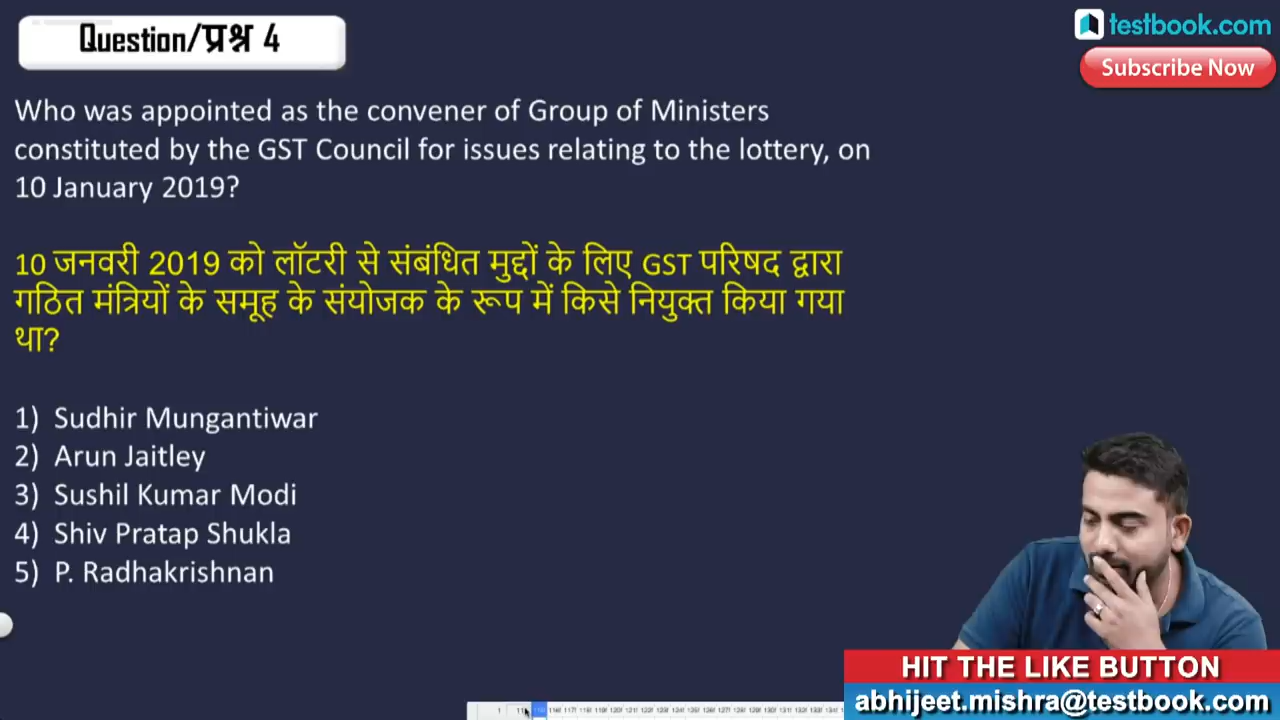 Question/प्रश्न 4
testbook.com
Subscribe Now
Who was appointed as the convener of Group of Ministers
constituted by the GST Council for issues relating to the lottery, on
10 January 2019?
10 जनवरी 2019 को लॉटरी से संबंधित मुद्दों के लिए GST परिषद द्वारा
गठित मंत्रियों के समूह के संयोजक के रूप में किसे नियुक्त किया गया
था?
1) Sudhir Mungantiwar
2) Arun Jaitley
3) Sushil Kumar Modi
4) Shiv Pratap Shukla
5) P. Radhakrishnan
HIT THE LIKE BUTTON
abhijeet.mishra@testbook.com